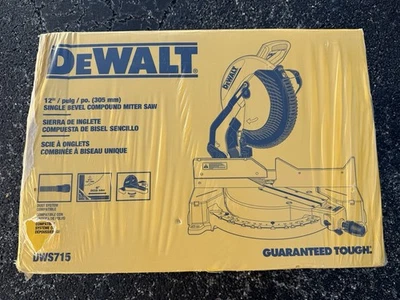 DEWALT
12" / pulg / po. (305 mm)
SINGLE BEVEL COMPOUND MITER SAW
SIERRA DE INGLETE
COMPUESTA DE BISEL SENCILLO
SCIE À ONGLETS
COMBINÉE À BISEAU UNIQUE
DEWALT
DWS715
GUARANTEED TOUGH.